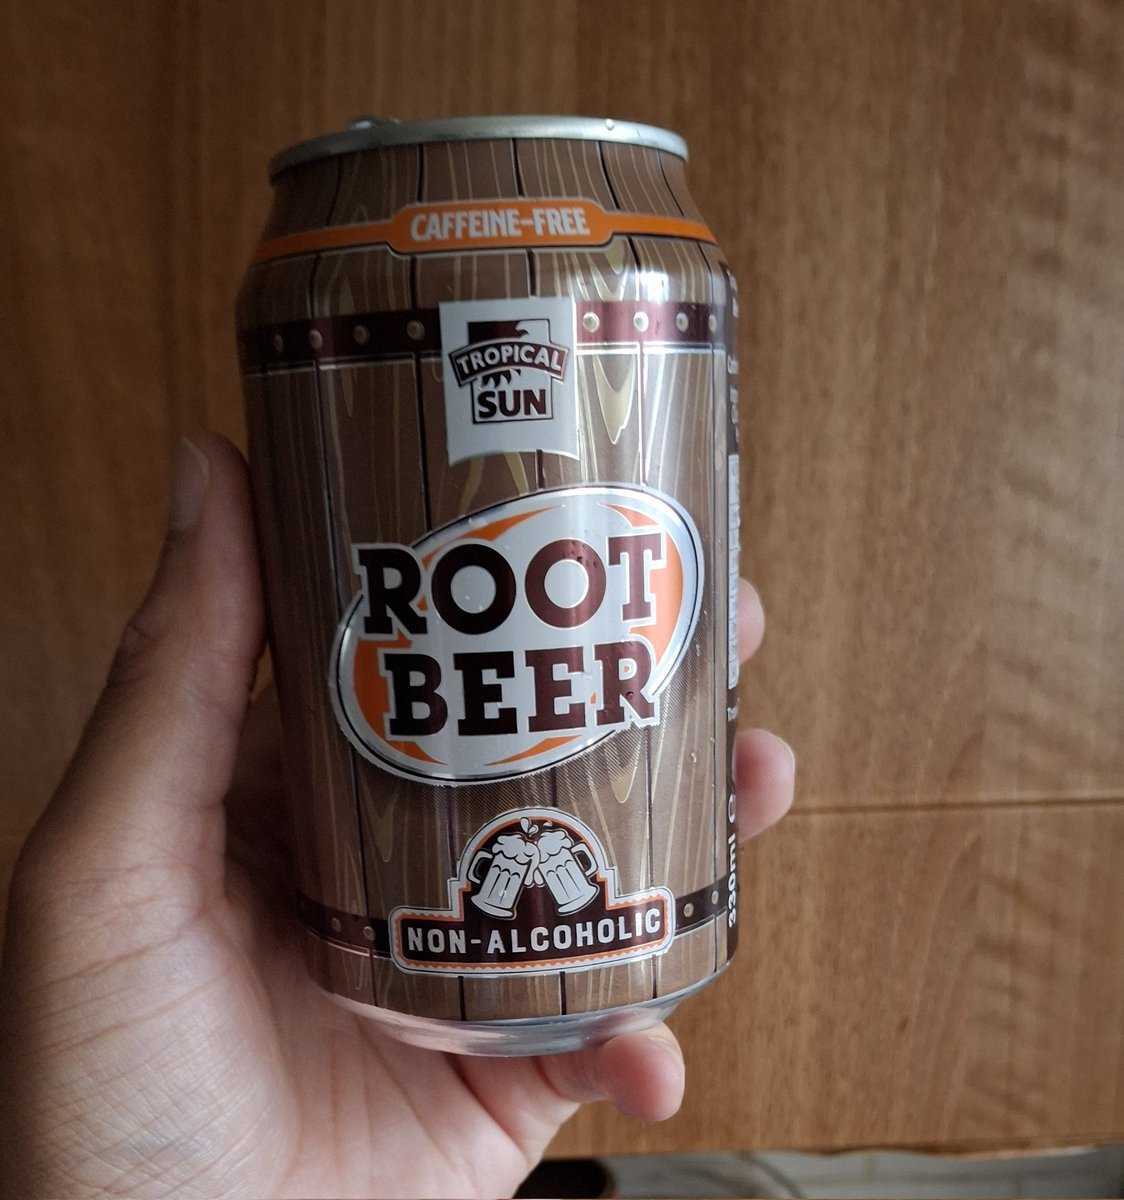 CAFFEINE-FREE
TROPICAL
SUN
ROOT
BEER
NON-ALCOHOLIC
330ml